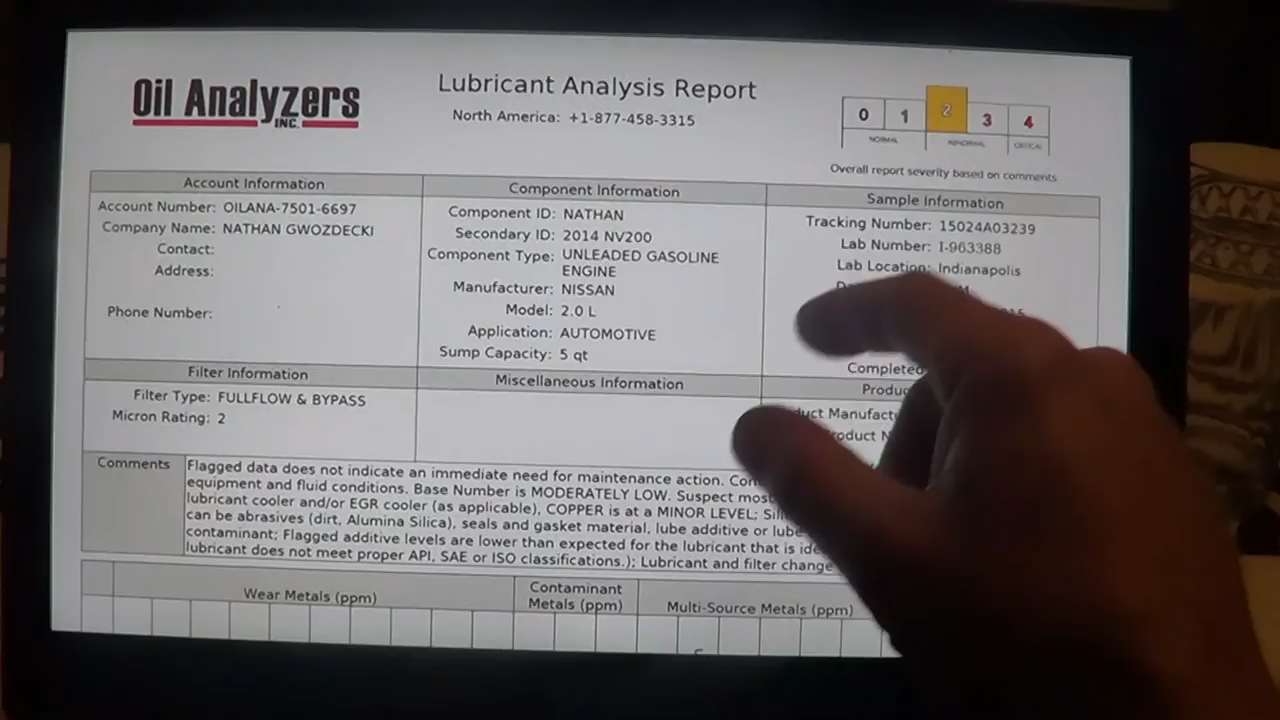 Oil Analyzers
INC.
Lubricant Analysis Report
North America: +1-877-458-3315
0 1 2 3 4
NORMAL ABNORMAL CRITICAL
Overall report severity based on comments.
Account Information
Account Number: OILANA-7501-6697
Company Name: NATHAN GWOZDECKI
Contact:
Address:
Phone Number:
Component Information
Component ID: NATHAN
Secondary ID: 2014 NV200
Component Type: UNLEADED GASOLINE
ENGINE
Manufacturer: NISSAN
Model: 2.0 L
Application: AUTOMOTIVE
Sump Capacity: 5 qt
Sample Information
Tracking Number: 15024A03239
Lab Number: I-963388
Lab Location: Indianapolis
Completed
Filter Information
Filter Type: FULLFLOW & BYPASS
Micron Rating: 2
Miscellaneous Information
Comments
Flagged data does not indicate an immediate need for maintenance action.
equipment and fluid conditions. Base Number is MODERATELY LOW. Suspect
lubricant cooler and/or EGR cooler (as applicable), COPPER is at a MINOR LEVEL;
can be abrasives (dirt, Alumina Silica), seals and gasket material, lube additive or
contaminant; Flagged additive levels are lower than expected for the lubricant that is
lubricant does not meet proper API, SAE or ISO classifications.); Lubricant and filter change
Wear Metals (ppm)
Contaminant
Metals (ppm)
Multi-Source Metals (ppm)